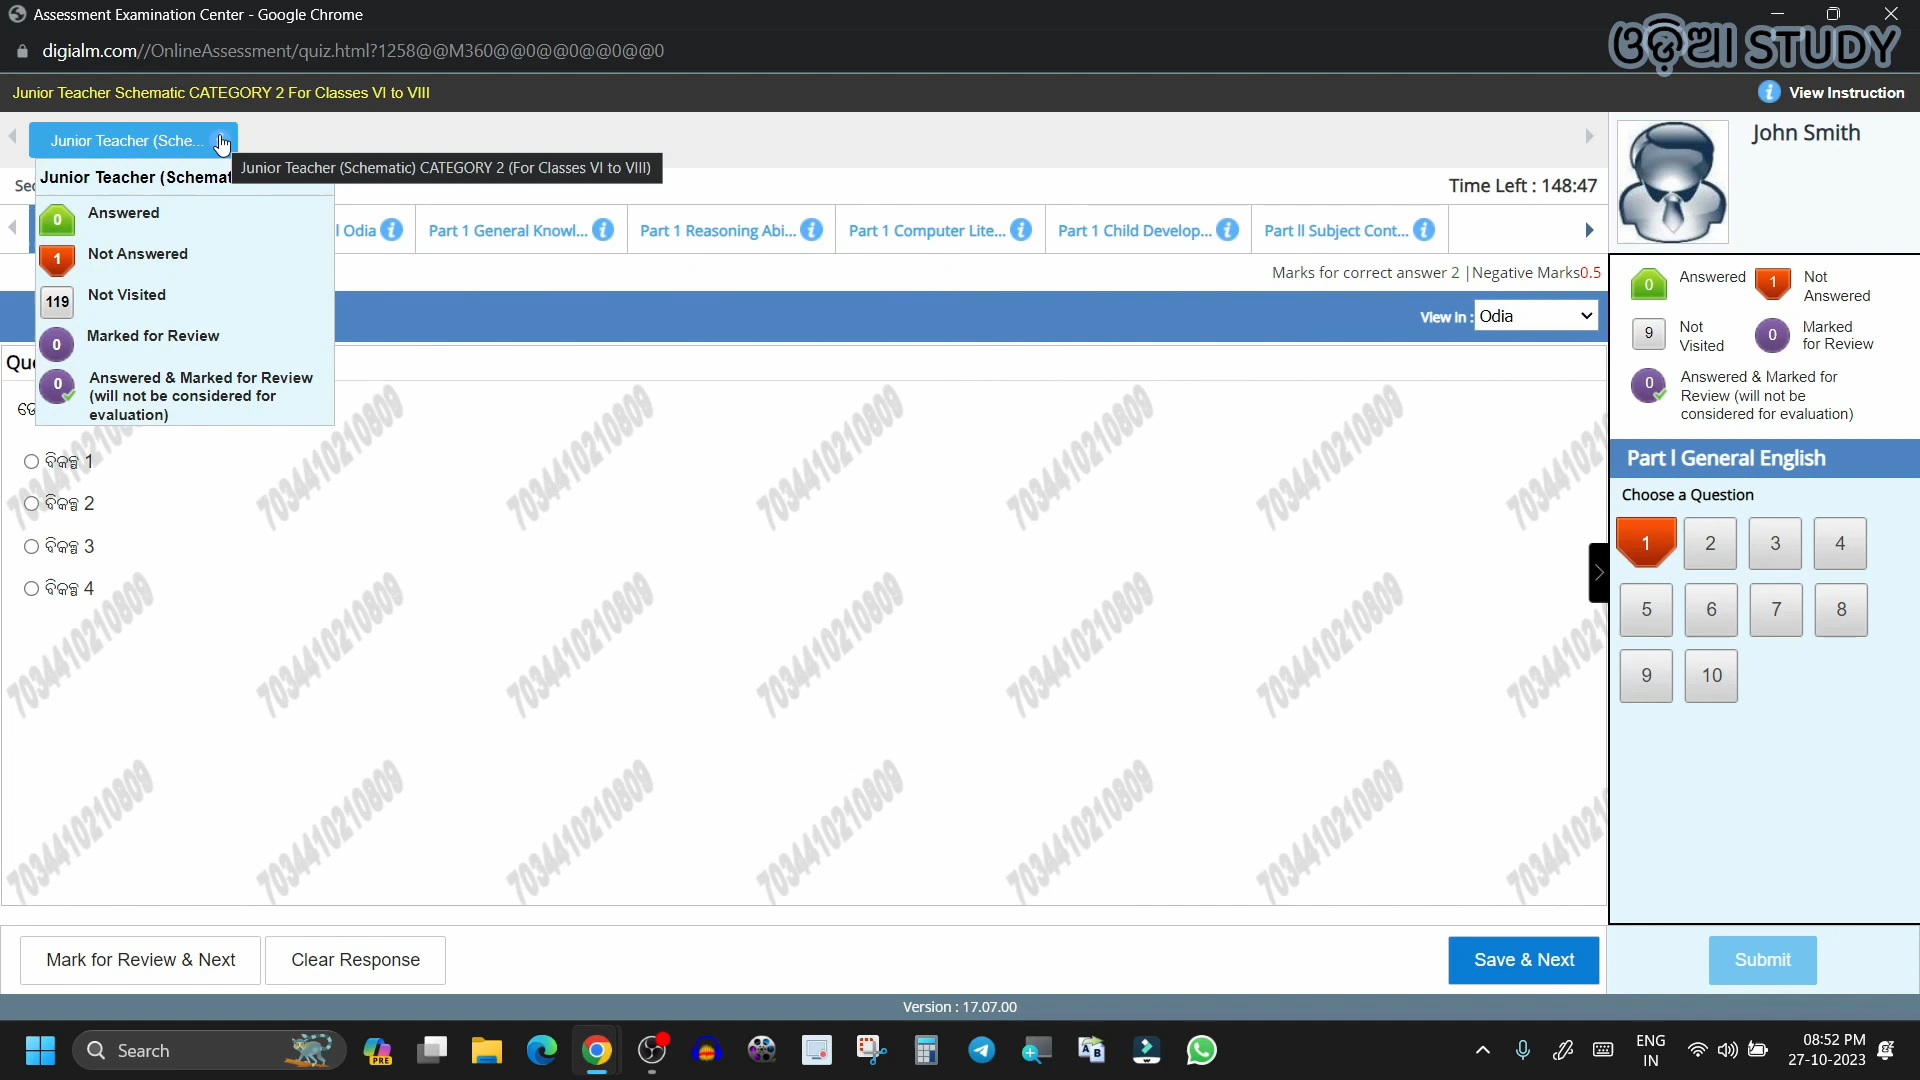 Assessment Examination Center - Google Chrome
ଓଡ଼ିଆ STUDY
digialm.com//OnlineAssessment/quiz.html?1258@@M360@@0@@0@@0@@0
Junior Teacher Schematic CATEGORY 2 For Classes VI to VIII
View Instruction
Junior Teacher (Sche...
John Smith
Junior Teacher (Schematic) CATEGORY 2 (For Classes VI to VIII)
Junior Teacher (Schemat
Sec
Time Left : 148:47
0 Answered
l Odia
Part 1 General Knowl...
Part 1 Reasoning Abi...
Part 1 Computer Lite...
Part 1 Child Develop...
Part II Subject Cont...
1 Not Answered
Marks for correct answer 2 | Negative Marks 0.5
119 Not Visited
View in : Odia
0 Marked for Review
Que
0 Answered & Marked for Review
(will not be considered for
evaluation)
0 Answered
1 Not
Answered
9 Not
Visited
0 Marked
for Review
0 Answered & Marked for
Review (will not be
considered for evaluation)
ବିକଳ୍ପ 1
ବିକଳ୍ପ 2
ବିକଳ୍ପ 3
ବିକଳ୍ପ 4
7034410210809
Part I General English
Choose a Question
1 2 3 4
5 6 7 8
9 10
Mark for Review & Next
Clear Response
Save & Next
Submit
Version : 17.07.00
Search
PRE
ENG
IN
08:52 PM
27-10-2023